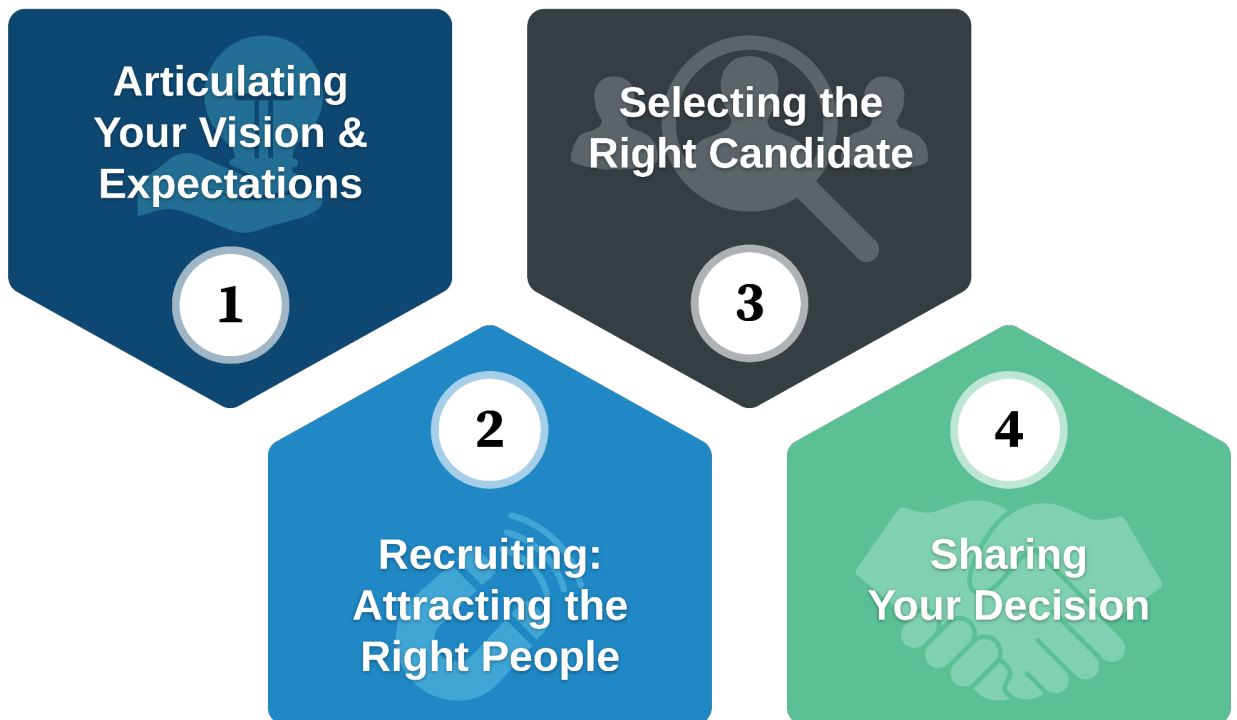 Articulating
Your Vision &
Expectations
1
2
Recruiting:
Attracting the
Right People
Selecting the
Right Candidate
3
4
Sharing
Your Decision